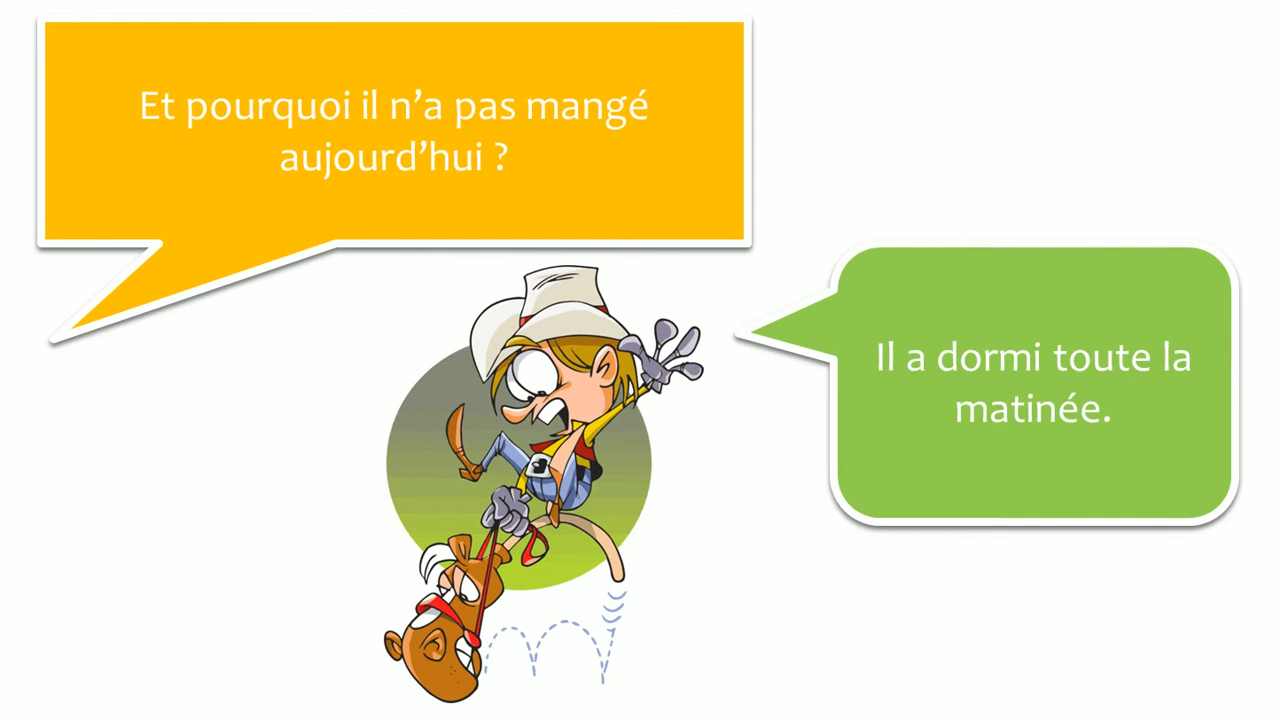 Et pourquoi il n’a pas mangé
aujourd’hui ?
Il a dormi toute la
matinée.